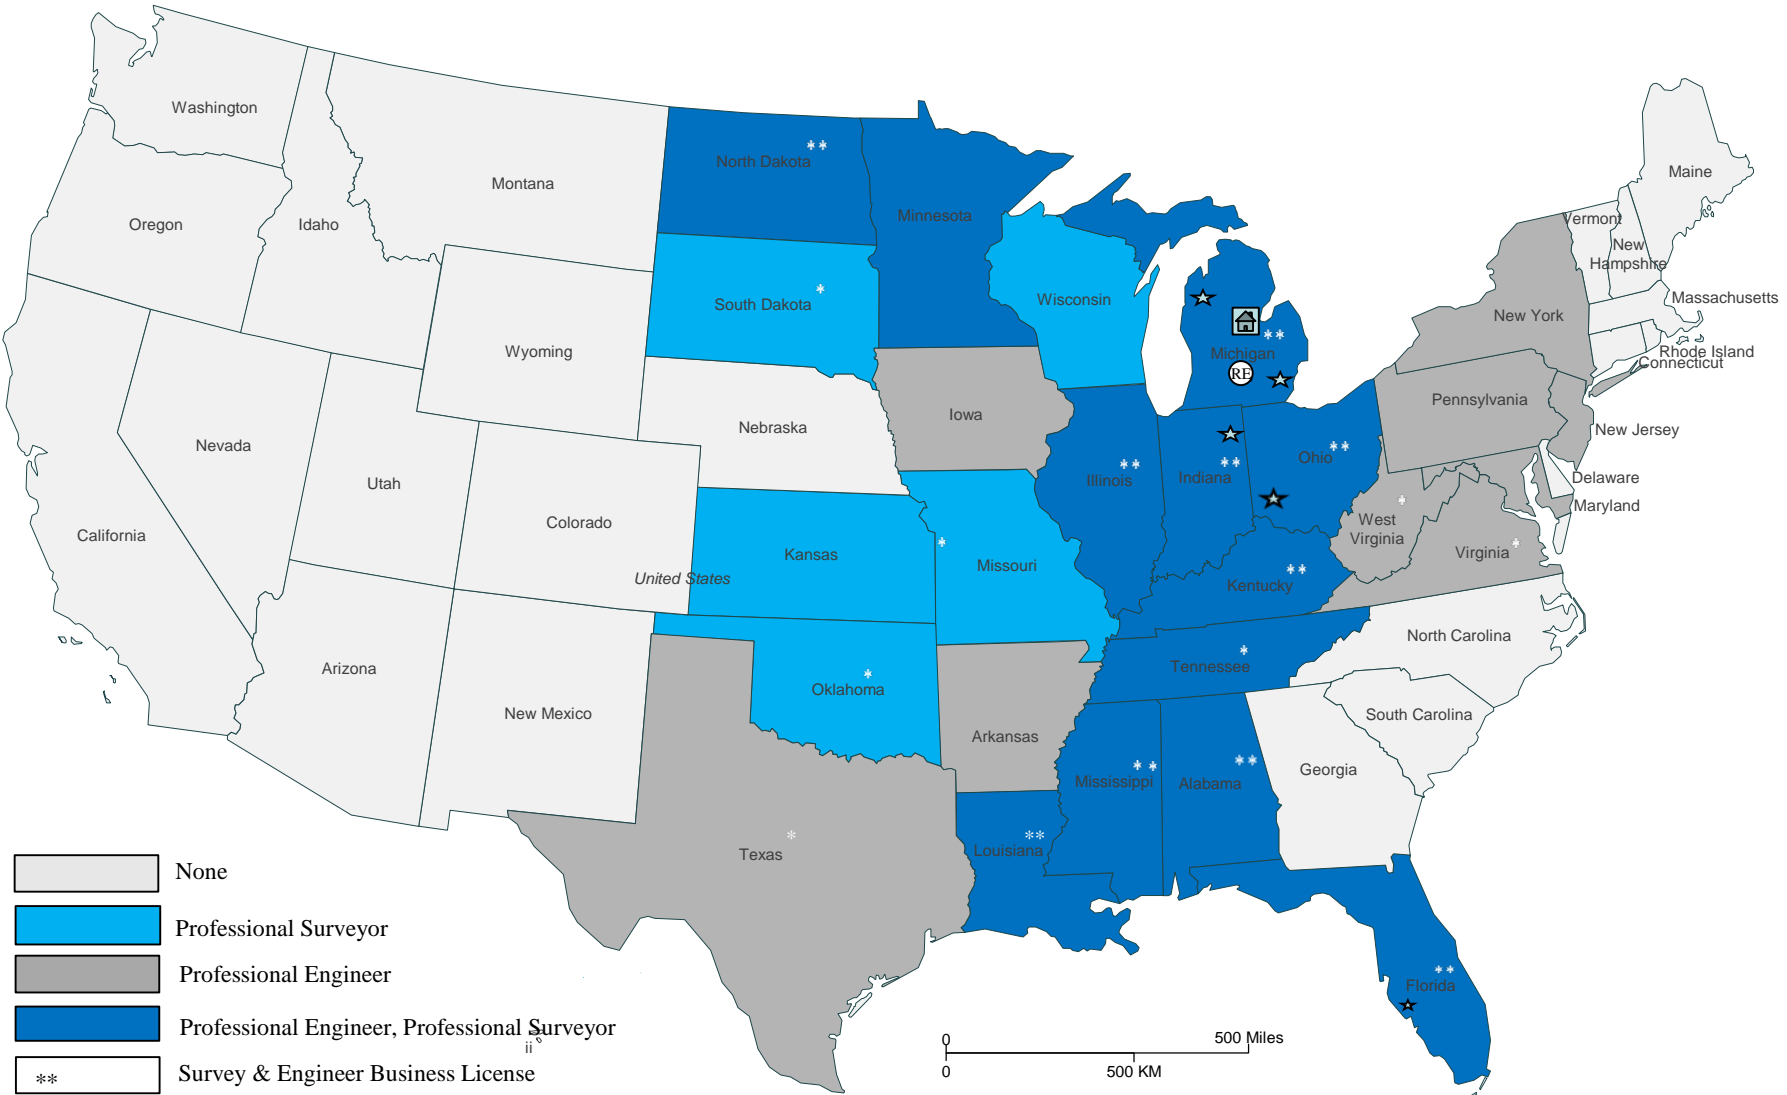 Washington
Montana
North Dakota
**
Minnesota
Maine
Oregon
Idaho
Vermont
New
Hampshire
South Dakota
*
Wisconsin
Massachusetts
New York
Wyoming
**
Michigan
RE
Rhode Island
Connecticut
Nebraska
Iowa
Pennsylvania
New Jersey
Nevada
Utah
Illinois
**
Indiana
**
Ohio
**
Delaware
Maryland
West
Virginia
*
Virginia
*
California
Colorado
Kansas
*
Missouri
United States
Kentucky
**
North Carolina
Arizona
New Mexico
Oklahoma
*
Tennessee
*
South Carolina
Arkansas
Mississippi
**
Alabama
**
Georgia
Texas
*
Louisiana
**
Florida
**
None
Professional Surveyor
Professional Engineer
Professional Engineer, Professional Surveyor
ii
** Survey & Engineer Business License
0 500 Miles
0 500 KM